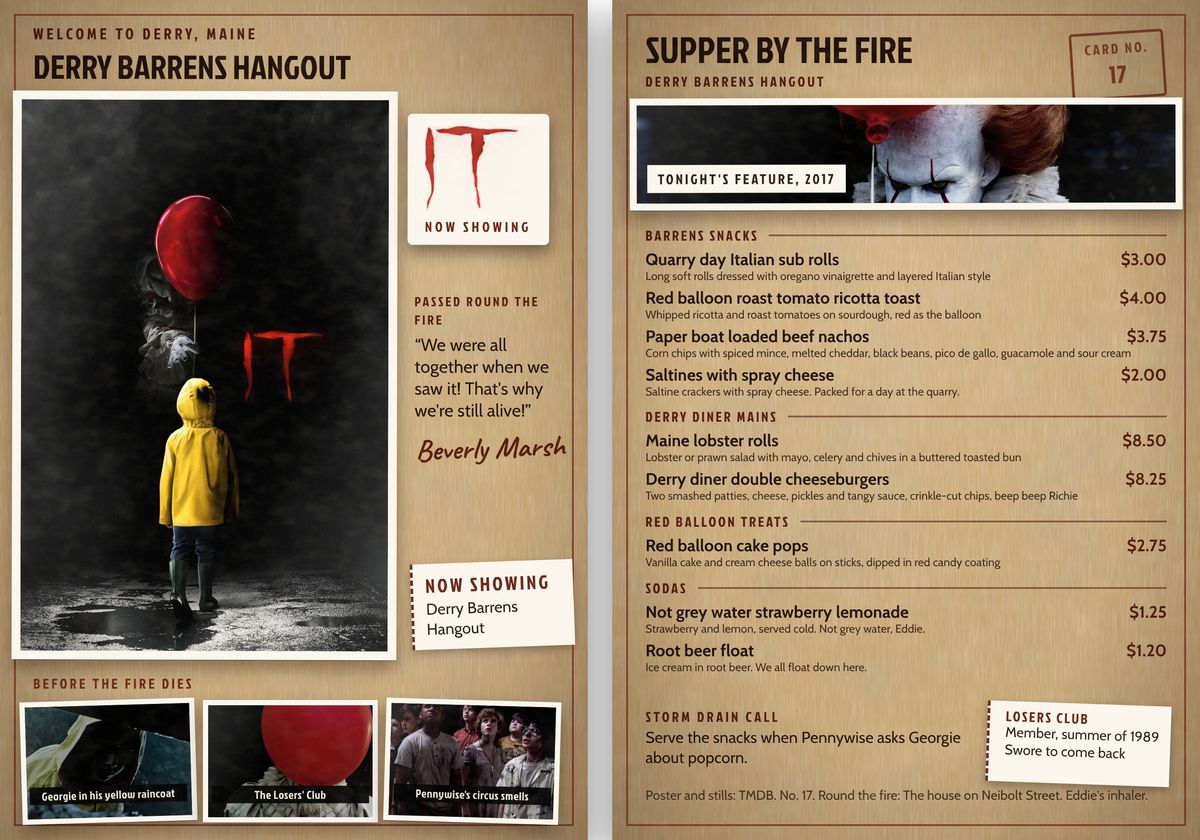 WELCOME TO DERRY, MAINE
DERRY BARRENS HANGOUT
IT
IT
NOW SHOWING
PASSED ROUND THE
FIRE
“We were all
together when we
saw it! That's why
we're still alive!”
Beverly Marsh
NOW SHOWING
Derry Barrens
Hangout
BEFORE THE FIRE DIES
Georgie in his yellow raincoat
The Losers' Club
Pennywise's circus smells
SUPPER BY THE FIRE
DERRY BARRENS HANGOUT
CARD NO.
17
TONIGHT'S FEATURE, 2017
BARRENS SNACKS
Quarry day Italian sub rolls $3.00
Long soft rolls dressed with oregano vinaigrette and layered Italian style
Red balloon roast tomato ricotta toast $4.00
Whipped ricotta and roast tomatoes on sourdough, red as the balloon
Paper boat loaded beef nachos $3.75
Corn chips with spiced mince, melted cheddar, black beans, pico de gallo, guacamole and sour cream
Saltines with spray cheese $2.00
Saltine crackers with spray cheese. Packed for a day at the quarry.
DERRY DINER MAINS
Maine lobster rolls $8.50
Lobster or prawn salad with mayo, celery and chives in a buttered toasted bun
Derry diner double cheeseburgers $8.25
Two smashed patties, cheese, pickles and tangy sauce, crinkle-cut chips, beep beep Richie
RED BALLOON TREATS
Red balloon cake pops $2.75
Vanilla cake and cream cheese balls on sticks, dipped in red candy coating
SODAS
Not grey water strawberry lemonade $1.25
Strawberry and lemon, served cold. Not grey water, Eddie.
Root beer float $1.20
Ice cream in root beer. We all float down here.
STORM DRAIN CALL
Serve the snacks when Pennywise asks Georgie
about popcorn.
LOSERS CLUB
Member, summer of 1989
Swore to come back
Poster and stills: TMDB. No. 17. Round the fire: The house on Neibolt Street. Eddie's inhaler.